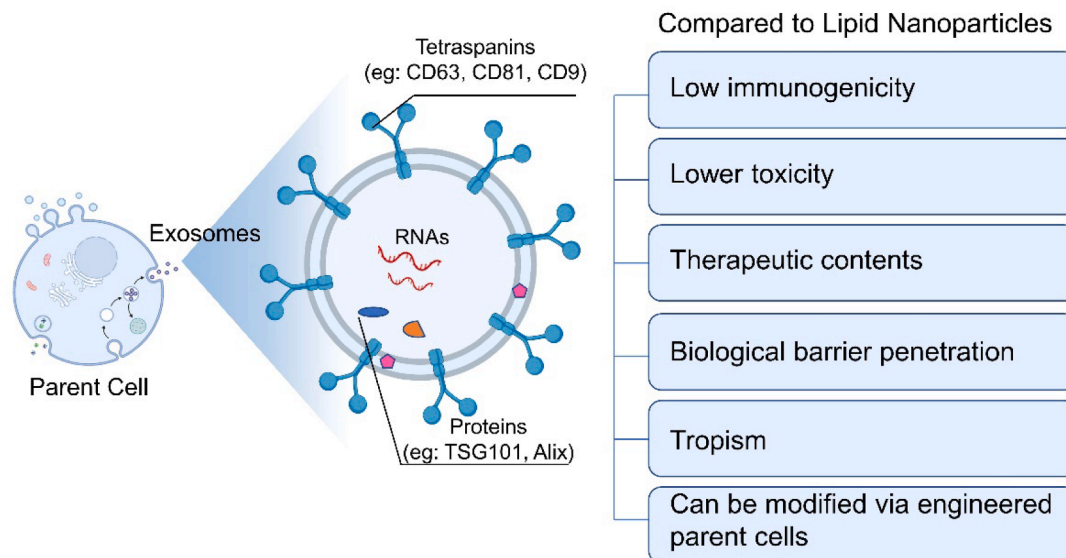 Compared to Lipid Nanoparticles
Tetraspanins
(eg: CD63, CD81, CD9)
Exosomes
RNAs
Parent Cell
Proteins
(eg: TSG101, Alix)
Low immunogenicity
Lower toxicity
Therapeutic contents
Biological barrier penetration
Tropism
Can be modified via engineered
parent cells